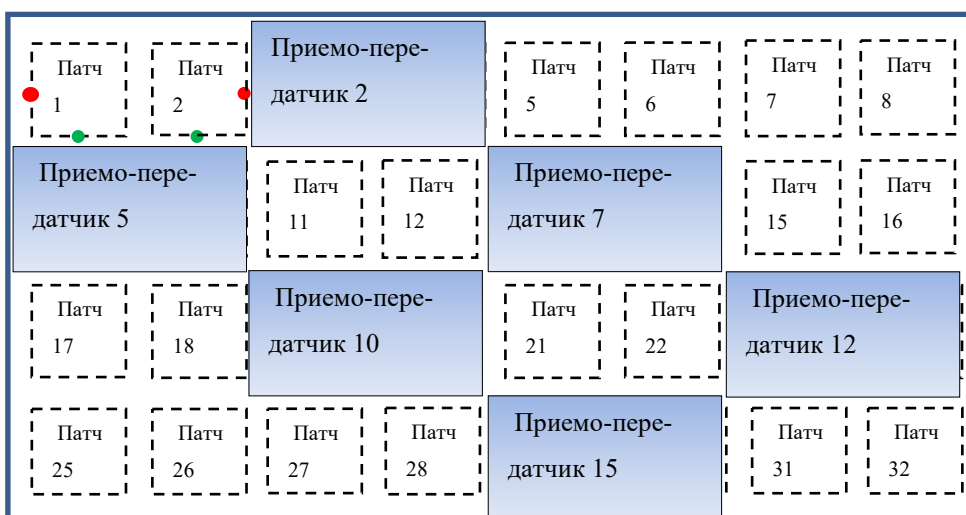 Патч
1
Патч
2
Приемо-пере-
датчик 2
Патч
5
Патч
6
Патч
7
Патч
8
Приемо-пере-
датчик 5
Патч
11
Патч
12
Приемо-пере-
датчик 7
Патч
15
Патч
16
Патч
17
Патч
18
Приемо-пере-
датчик 10
Патч
21
Патч
22
Приемо-пере-
датчик 12
Патч
25
Патч
26
Патч
27
Патч
28
Приемо-пере-
датчик 15
Патч
31
Патч
32